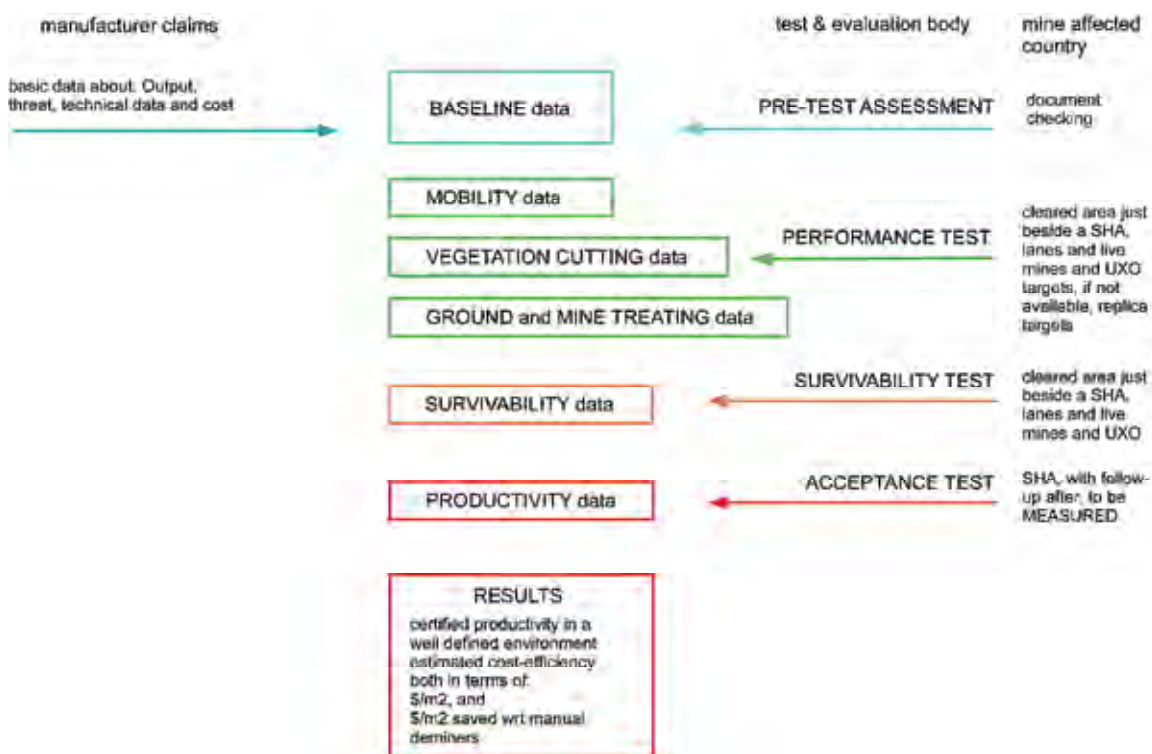 manufacturer claims
test & evaluation body
mine affected
country
basic data about. Output,
threat, technical data and cost
BASELINE data
PRE-TEST ASSESSMENT
document
checking
MOBILITY data
VEGETATION CUTTING data
GROUND and MINE TREATING data
PERFORMANCE TEST
cleared area just
beside a SHA,
lanes and live
mines and UXO
targets, if not
available, replica
targets
SURVIVABILITY data
SURVIVABILITY TEST
cleared area just
beside a SHA,
lanes and live
mines and UXO
PRODUCTIVITY data
ACCEPTANCE TEST
SHA, with follow-
up after, to be
MEASURED
RESULTS
certified productivity in a
well defined environment
estimated cost-efficiency
both in terms of
$/m2, and
$/m2 saved wrt manual
deminers